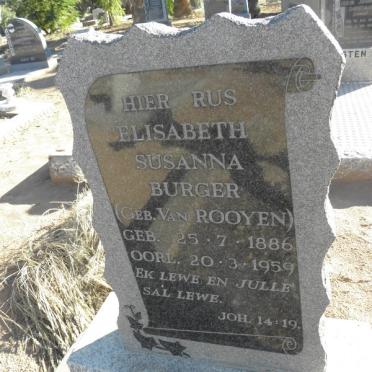 HIER RUS
ELISABETH
SUSANNA
BURGER
(GEB. VAN ROOYEN)
GEB. 25·7·1886
OORL. 20·3·1959
EK LEWE EN JULLE
SAL LEWE.
JOH. 14:19.
STEN